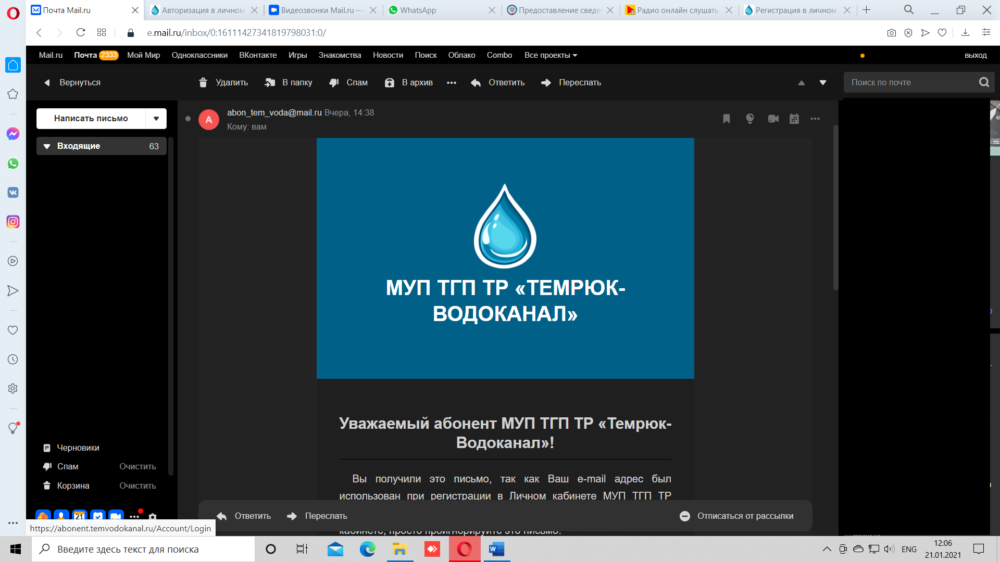 Почта Mail.ru
Авторизация в личном
Видеозвонки Mail.ru —
WhatsApp
Предоставление сведе
Радио онлайн слушать
Регистрация в личном
e.mail.ru/inbox/0:16111427341819798031:0/
Mail.ru Почта 2333 Мой Мир Одноклассники ВКонтакте Игры Знакомства Новости Поиск Облако Combo Все проекты выход
Вернуться Удалить В папку Спам В архив Ответить Переслать Поиск по почте
Написать письмо
Входящие 63
abon_tem_voda@mail.ru Вчера, 14:38
Кому: вам
A
МУП ТГП ТР «ТЕМРЮК-
ВОДОКАНАЛ»
Уважаемый абонент МУП ТГП ТР «Темрюк-
Водоканал»!
Вы получили это письмо, так как Ваш e-mail адрес был
использован при регистрации в Личном кабинете МУП ТГП ТР
кабинете, просто проигнорируйте это письмо.
Черновики
Спам Очистить
Корзина Очистить
21
Ответить Переслать Отписаться от рассылки
https://abonent.temvodokanal.ru/Account/Login
Введите здесь текст для поиска
ENG
12:06
21.01.2021